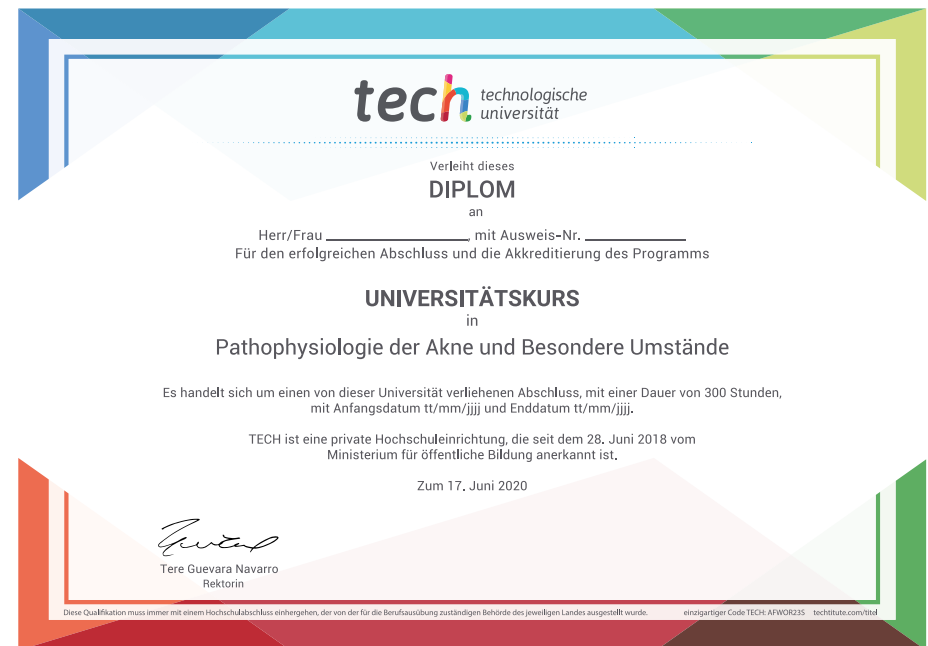 tech technologische
universität
Verleiht dieses
DIPLOM
an
Herr/Frau ____________________, mit Ausweis-Nr. ______________
Für den erfolgreichen Abschluss und die Akkreditierung des Programms
UNIVERSITÄTSKURS
in
Pathophysiologie der Akne und Besondere Umstände
Es handelt sich um einen von dieser Universität verliehenen Abschluss, mit einer Dauer von 300 Stunden,
mit Anfangsdatum tt/mm/jjjj und Enddatum tt/mm/jjjj.
TECH ist eine private Hochschuleinrichtung, die seit dem 28. Juni 2018 vom
Ministerium für öffentliche Bildung anerkannt ist.
Zum 17. Juni 2020
Tere Guevara Navarro
Rektorin
Diese Qualifikation muss immer mit einem Hochschulabschluss einhergehen, der von der für die Berufsausübung zuständigen Behörde des jeweiligen Landes ausgestellt wurde. einzigartiger Code TECH: AFWOR23S techtitute.com/titel